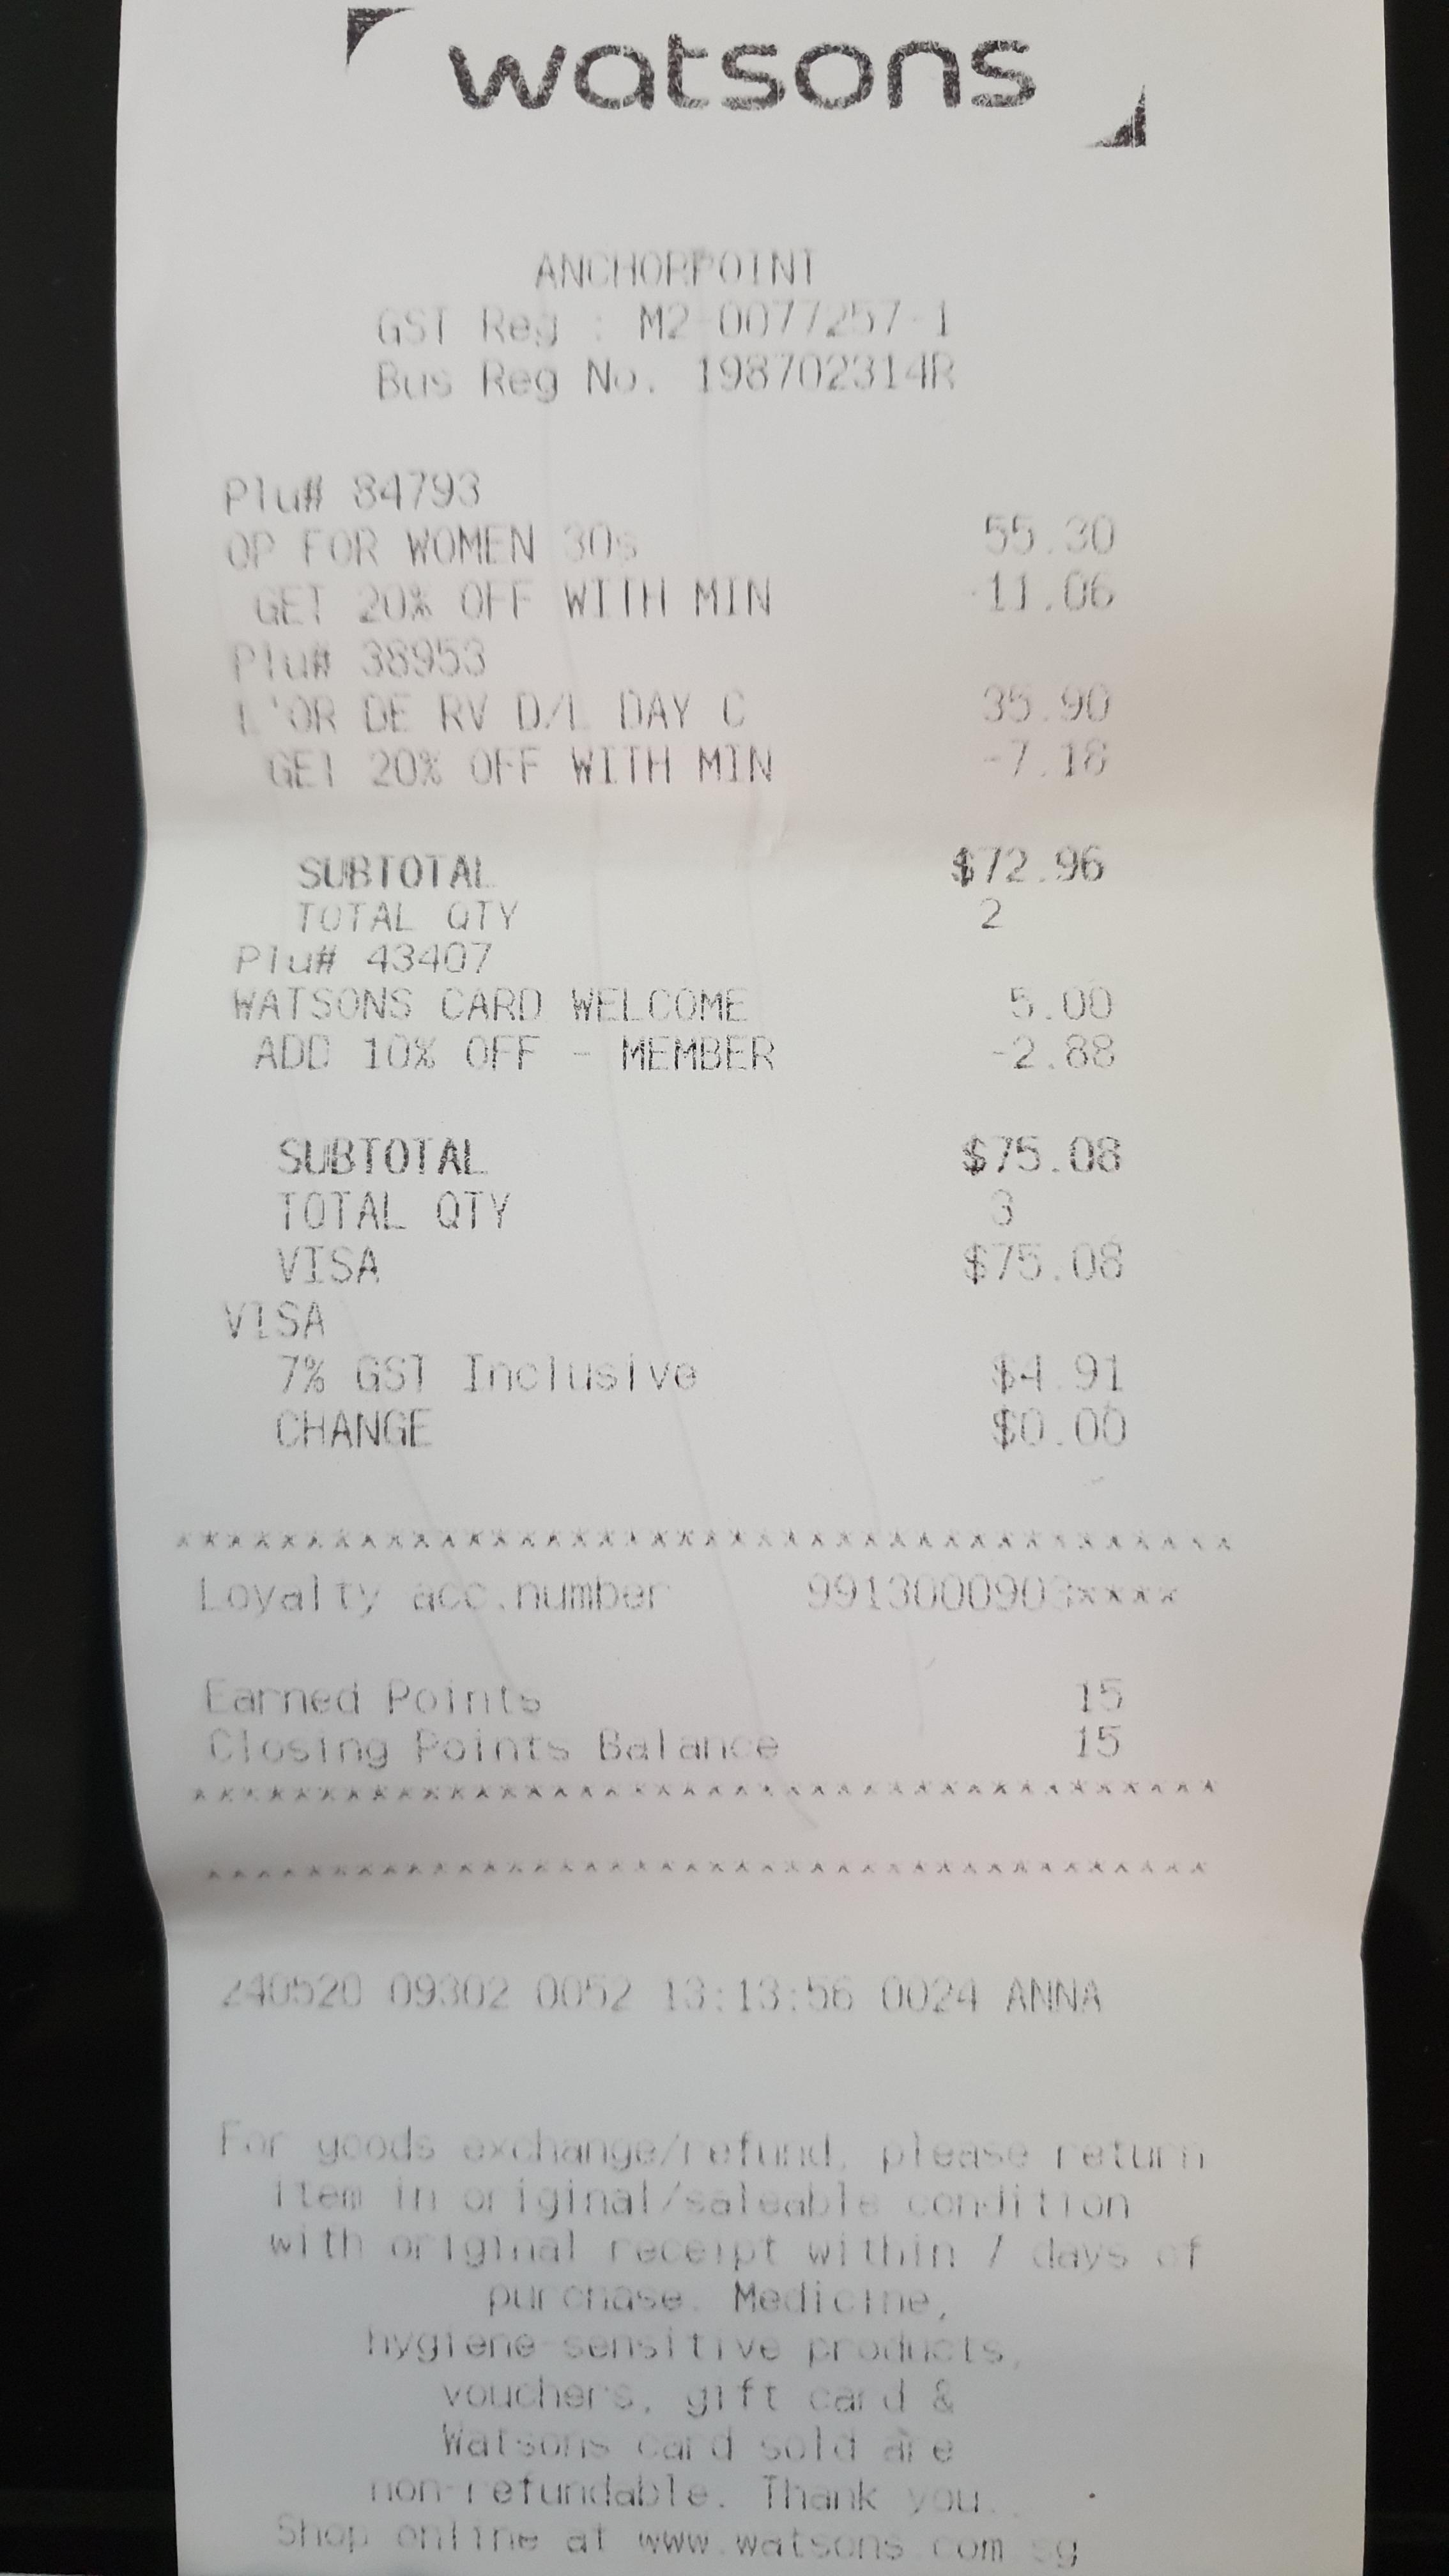 watsons
ANCHORPOINT
GST Reg : M2-0077257-1
Bus Reg No. 198702314R
Plu# 84793
OP FOR WOMEN 30s 55.30
GET 20% OFF WITH MIN -11.06
Plu# 38953
L'OR DE RV D/L DAY C 35.90
GET 20% OFF WITH MIN -7.18
SUBTOTAL $72.96
TOTAL QTY 2
Plu# 43407
WATSONS CARD WELCOME 5.00
ADD 10% OFF - MEMBER -2.88
SUBTOTAL $75.08
TOTAL QTY 3
VISA $75.08
VISA
7% GST Inclusive $4.91
CHANGE $0.00
****************************************
Loyalty acc.number 9913000903****
Earned Points 15
Closing Points Balance 15
****************************************
****************************************
240520 09302 0052 13:13:56 0024 ANNA
For goods exchange/refund, please return
item in original/saleable condition
with original receipt within 7 days of
purchase. Medicine,
hygiene-sensitive products,
vouchers, gift card &
Watsons card sold are
non-refundable. Thank you.
Shop online at www.watsons.com.sg